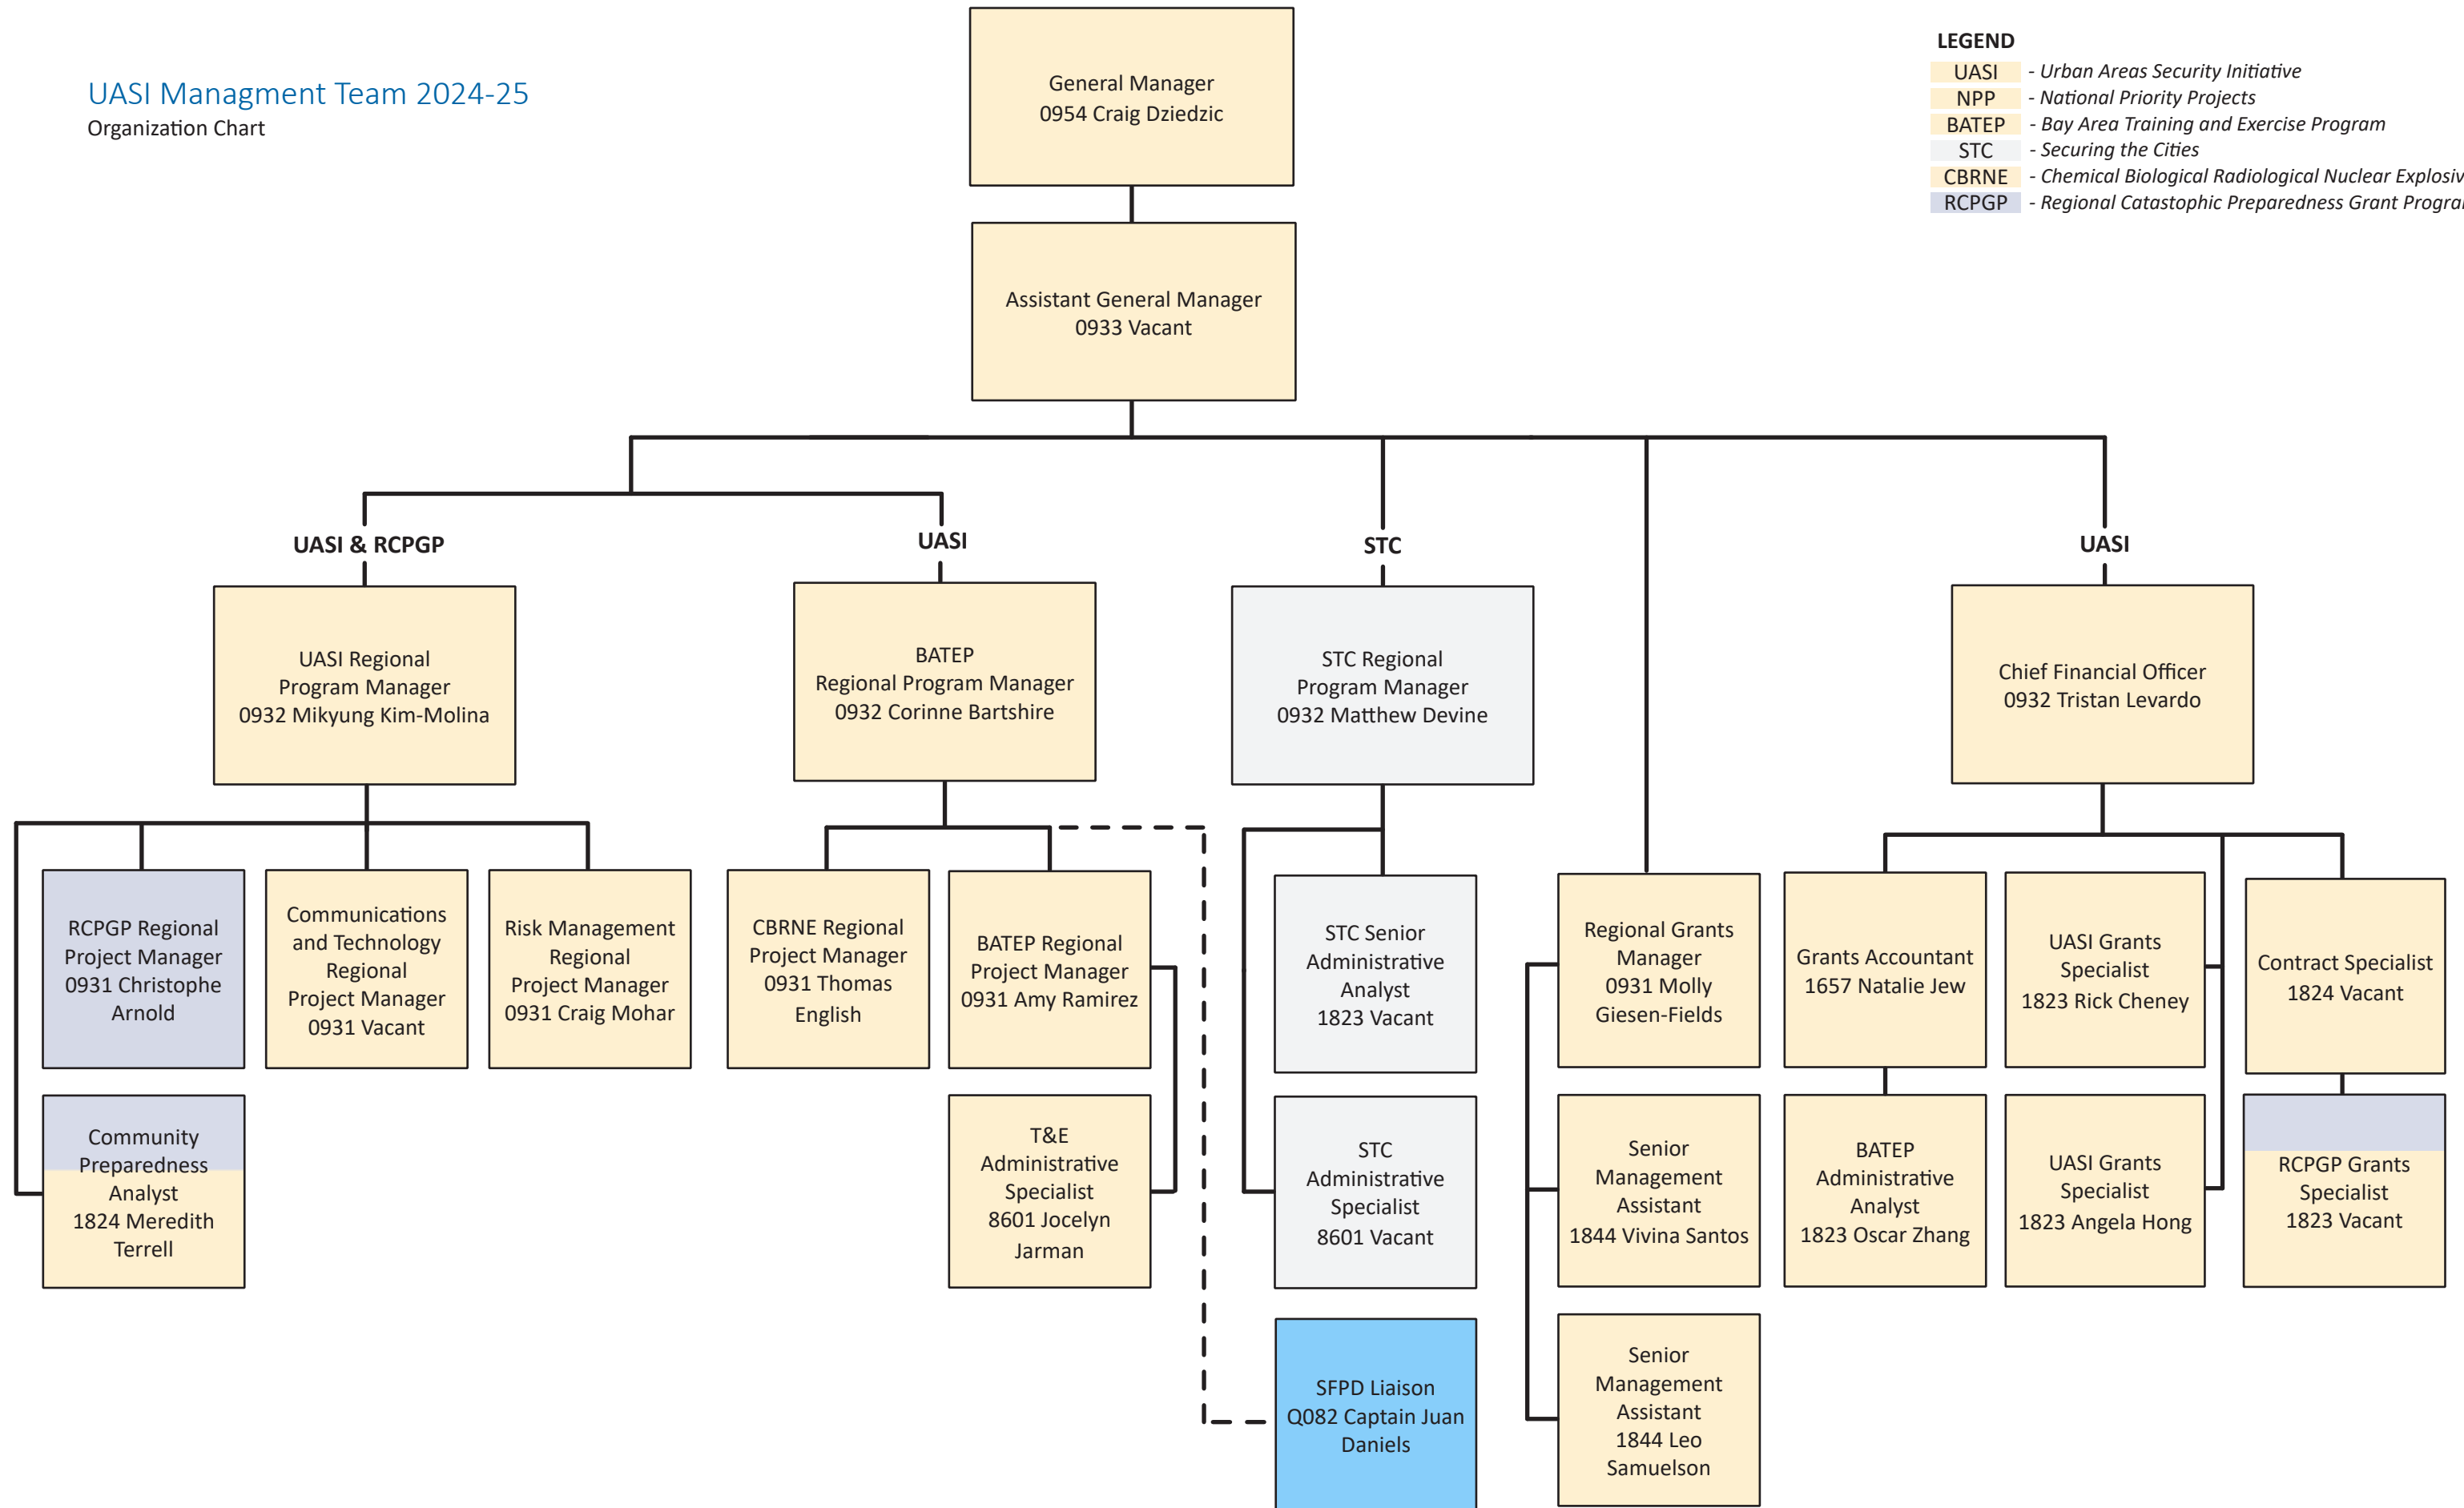 UASI Managment Team 2024-25
Organization Chart
LEGEND
UASI - Urban Areas Security Initiative
NPP - National Priority Projects
BATEP - Bay Area Training and Exercise Program
STC - Securing the Cities
CBRNE - Chemical Biological Radiological Nuclear Explosiv
RCPGP - Regional Catastophic Preparedness Grant Progra
General Manager
0954 Craig Dziedzic
Assistant General Manager
0933 Vacant
UASI & RCPGP
UASI
STC
UASI
UASI Regional
Program Manager
0932 Mikyung Kim-Molina
BATEP
Regional Program Manager
0932 Corinne Bartshire
STC Regional
Program Manager
0932 Matthew Devine
Chief Financial Officer
0932 Tristan Levardo
RCPGP Regional
Project Manager
0931 Christophe
Arnold
Communications
and Technology
Regional
Project Manager
0931 Vacant
Risk Management
Regional
Project Manager
0931 Craig Mohar
CBRNE Regional
Project Manager
0931 Thomas
English
BATEP Regional
Project Manager
0931 Amy Ramirez
STC Senior
Administrative
Analyst
1823 Vacant
Regional Grants
Manager
0931 Molly
Giesen-Fields
Grants Accountant
1657 Natalie Jew
UASI Grants
Specialist
1823 Rick Cheney
Contract Specialist
1824 Vacant
Community
Preparedness
Analyst
1824 Meredith
Terrell
T&E
Administrative
Specialist
8601 Jocelyn
Jarman
STC
Administrative
Specialist
8601 Vacant
Senior
Management
Assistant
1844 Vivina Santos
BATEP
Administrative
Analyst
1823 Oscar Zhang
UASI Grants
Specialist
1823 Angela Hong
RCPGP Grants
Specialist
1823 Vacant
SFPD Liaison
Q082 Captain Juan
Daniels
Senior
Management
Assistant
1844 Leo
Samuelson